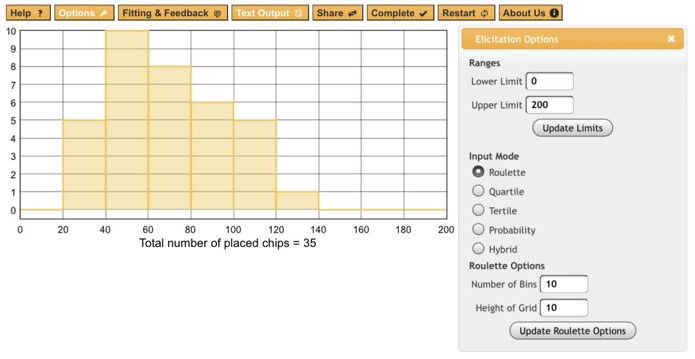 Help ?
Options
Fitting & Feedback
Text Output
Share
Complete
Restart
About Us
10
9
8
7
6
5
4
3
2
1
0
0 20 40 60 80 100 120 140 160 180 200
Total number of placed chips = 35
Elicitation Options
Ranges
Lower Limit 0
Upper Limit 200
Update Limits
Input Mode
Roulette
Quartile
Tertile
Probability
Hybrid
Roulette Options
Number of Bins 10
Height of Grid 10
Update Roulette Options